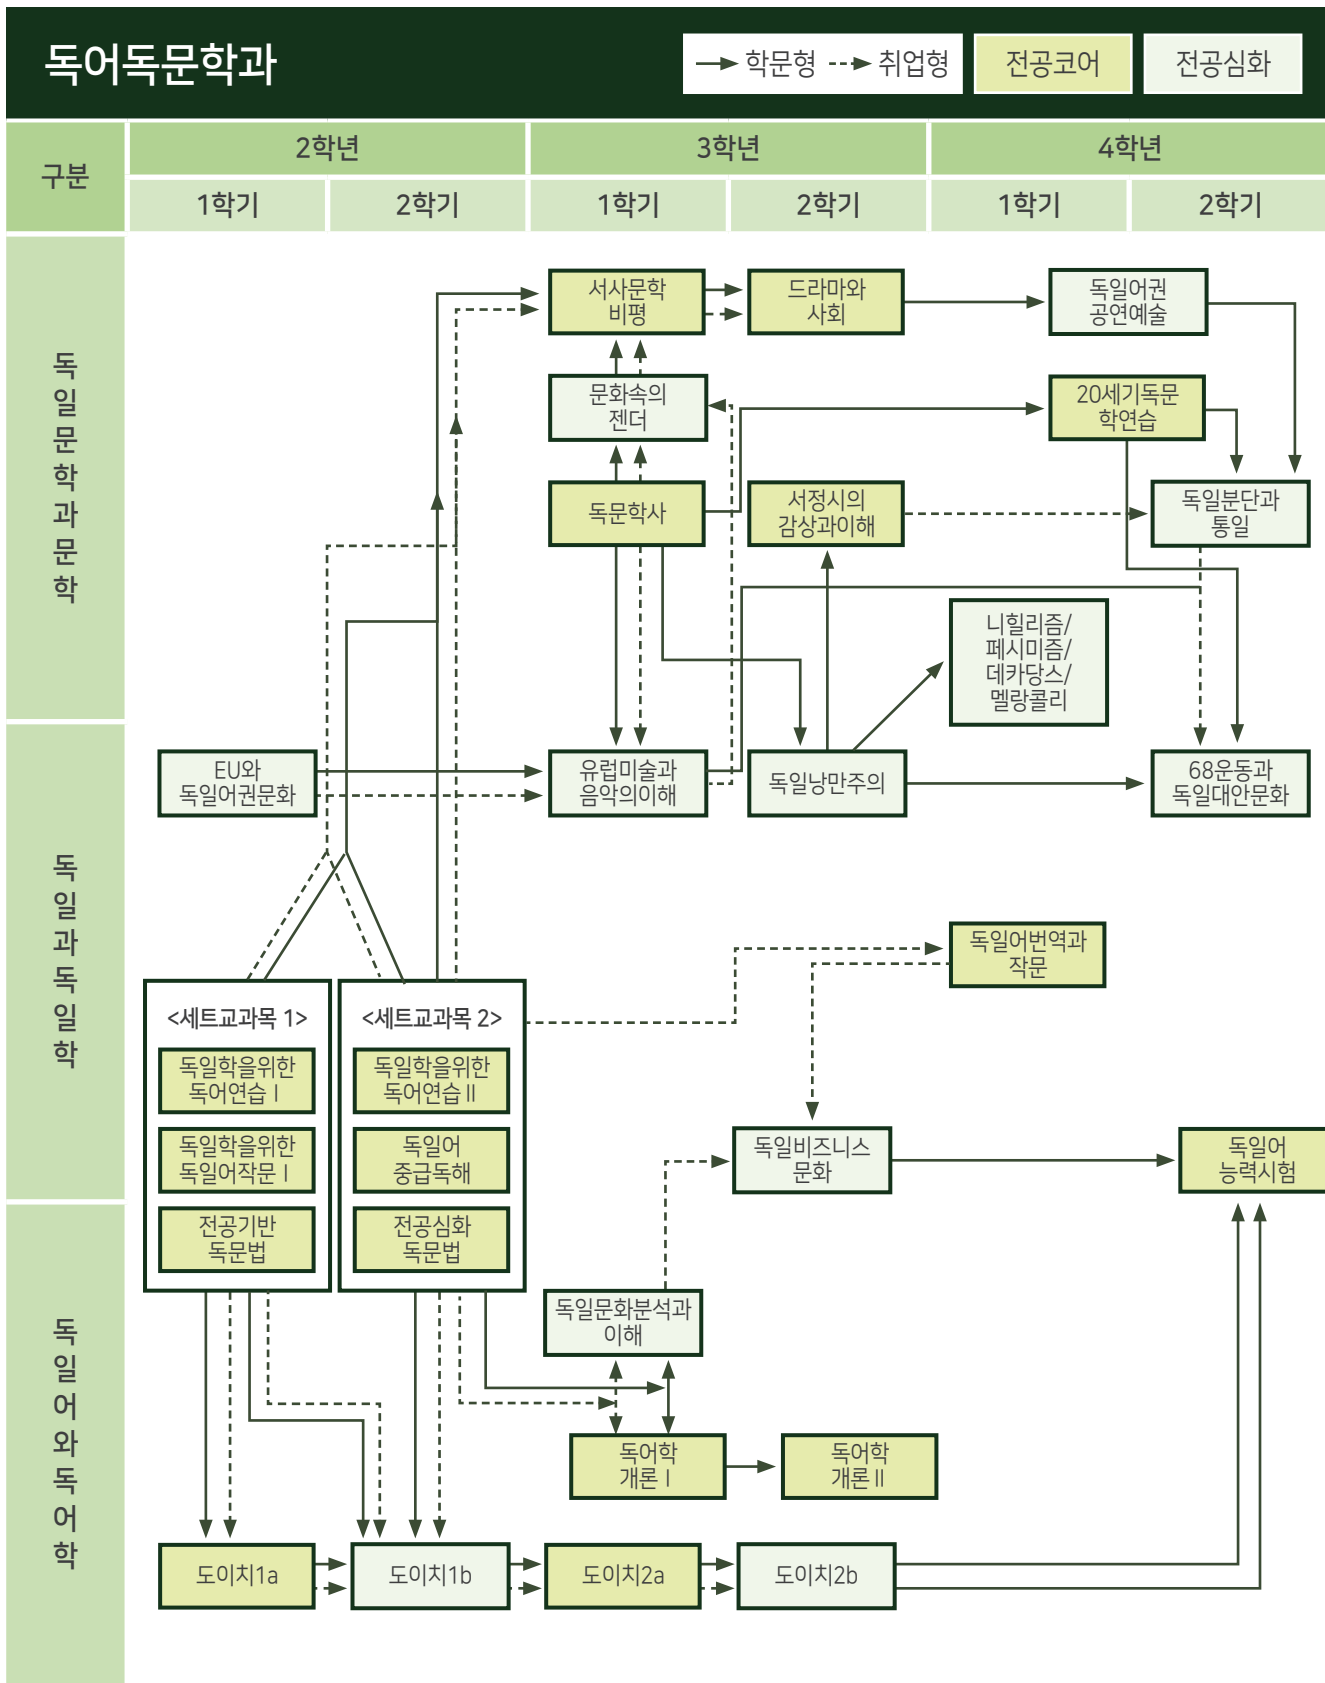 독어독문학과
학문형
취업형
전공코어
전공심화
구분
2학년
3학년
4학년
1학기
2학기
1학기
2학기
1학기
2학기
독일문학과문학
서사문학
비평
드라마와
사회
독일어권
공연예술
문화속의
젠더
20세기독문
학연습
독문학사
서정시의
감상과이해
독일분단과
통일
니힐리즘/
페시미즘/
데카당스/
멜랑콜리
독일과독일학
EU와
독일어권문화
유럽미술과
음악의이해
독일낭만주의
68운동과
독일대안문화
독일어번역과
작문
<세트교과목 1>
독일학을위한
독어연습 I
독일학을위한
독일어작문 I
전공기반
독문법
<세트교과목 2>
독일학을위한
독어연습 II
독일어
중급독해
전공심화
독문법
독일비즈니스
문화
독일어
능력시험
독일어와독어학
독일문화분석과
이해
독어학
개론 I
독어학
개론 II
도이치1a
도이치1b
도이치2a
도이치2b